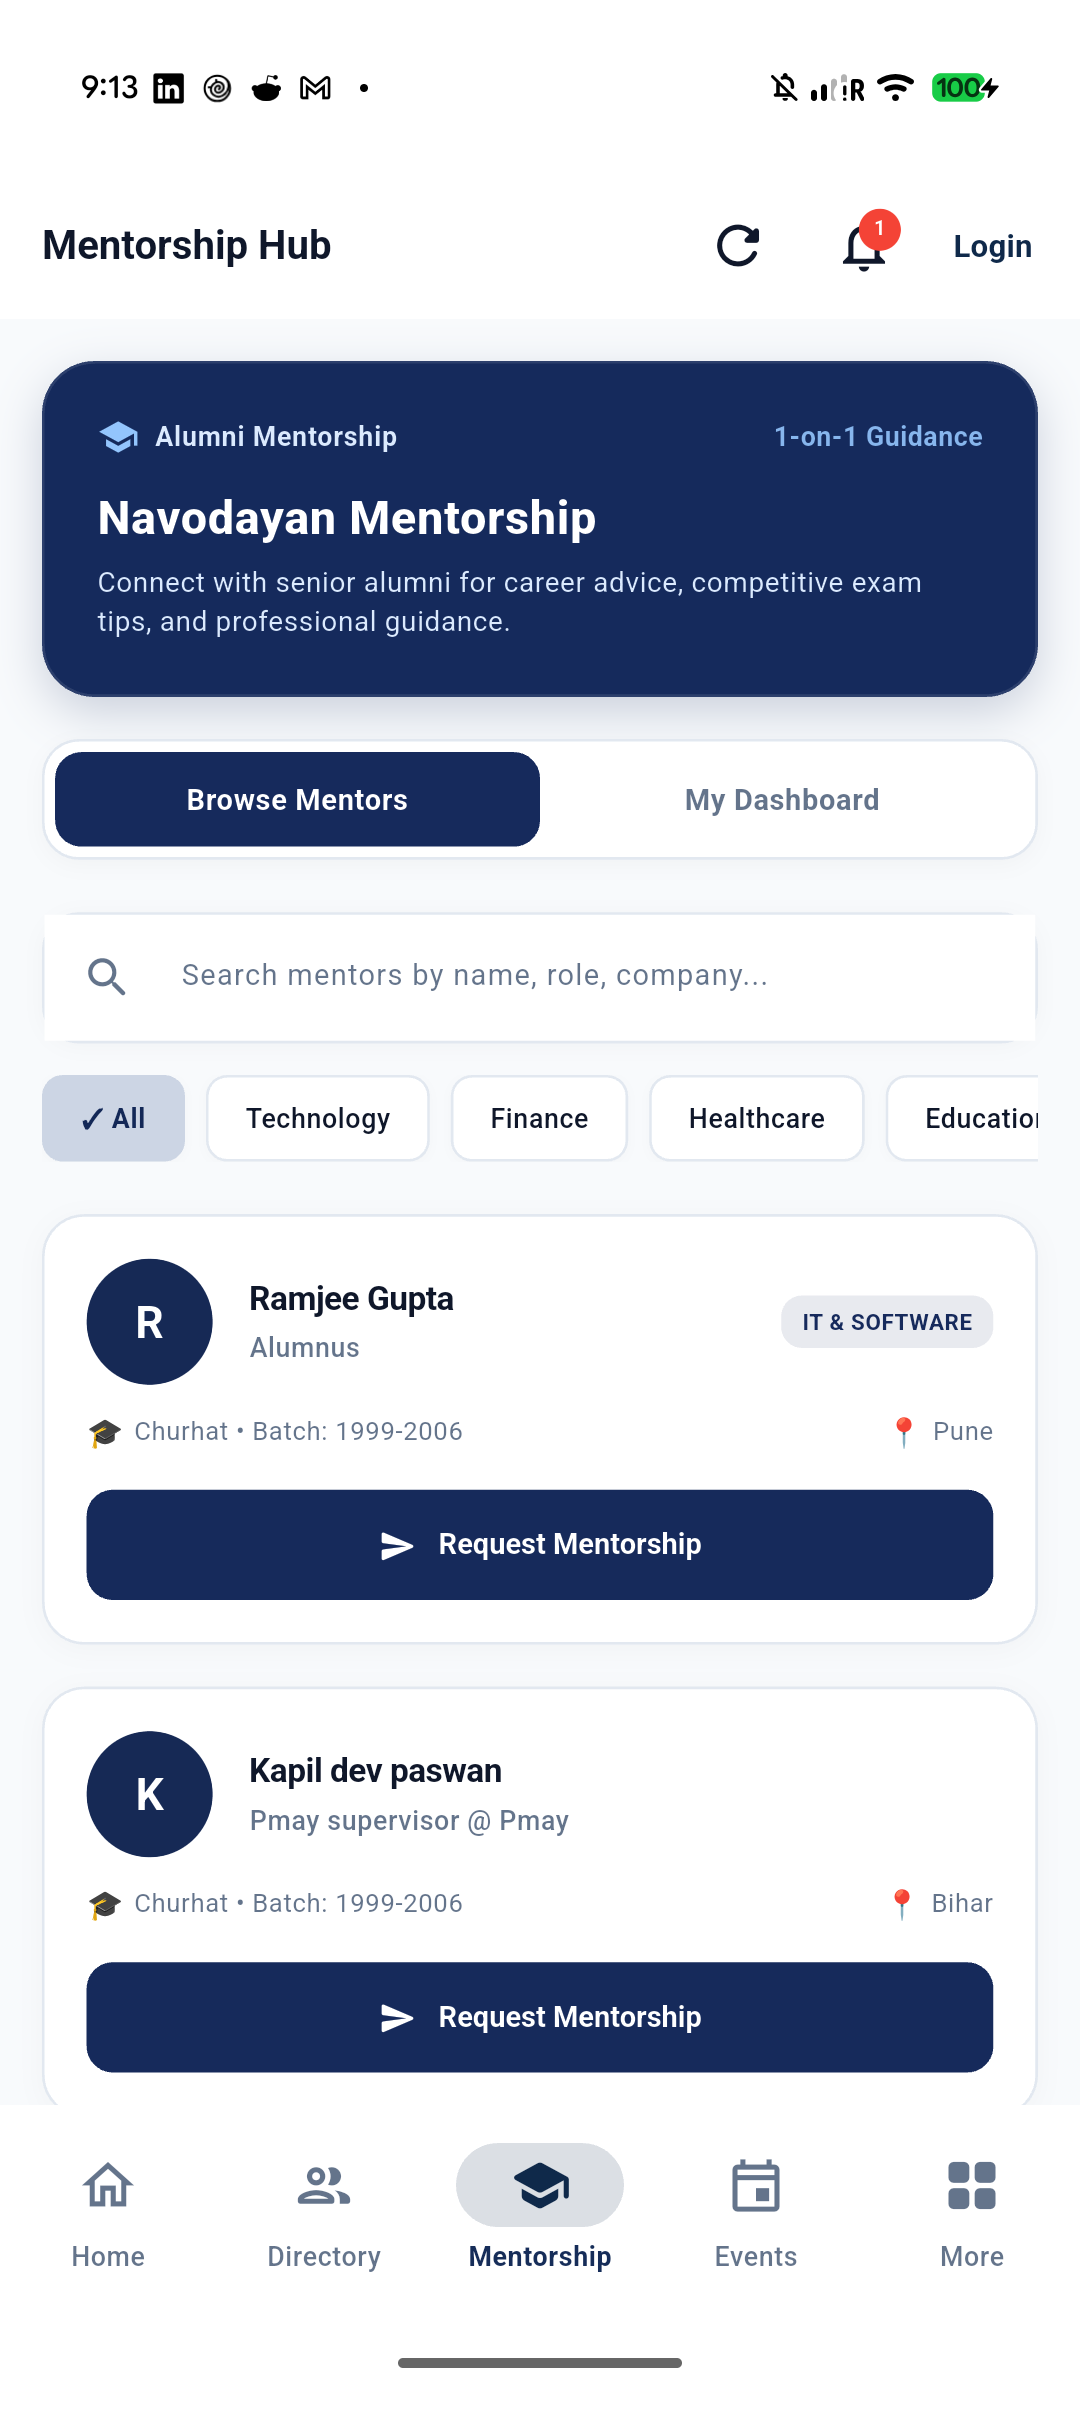 9:13
R
100
Mentorship Hub
1
Login
Alumni Mentorship
1-on-1 Guidance
Navodayan Mentorship
Connect with senior alumni for career advice, competitive exam
tips, and professional guidance.
Browse Mentors
My Dashboard
Search mentors by name, role, company...
✓ All
Technology
Finance
Healthcare
Education
R
Ramjee Gupta
Alumnus
IT & SOFTWARE
🎓 Churhat • Batch: 1999-2006
📍 Pune
Request Mentorship
K
Kapil dev paswan
Pmay supervisor @ Pmay
🎓 Churhat • Batch: 1999-2006
📍 Bihar
Request Mentorship
Home
Directory
Mentorship
Events
More